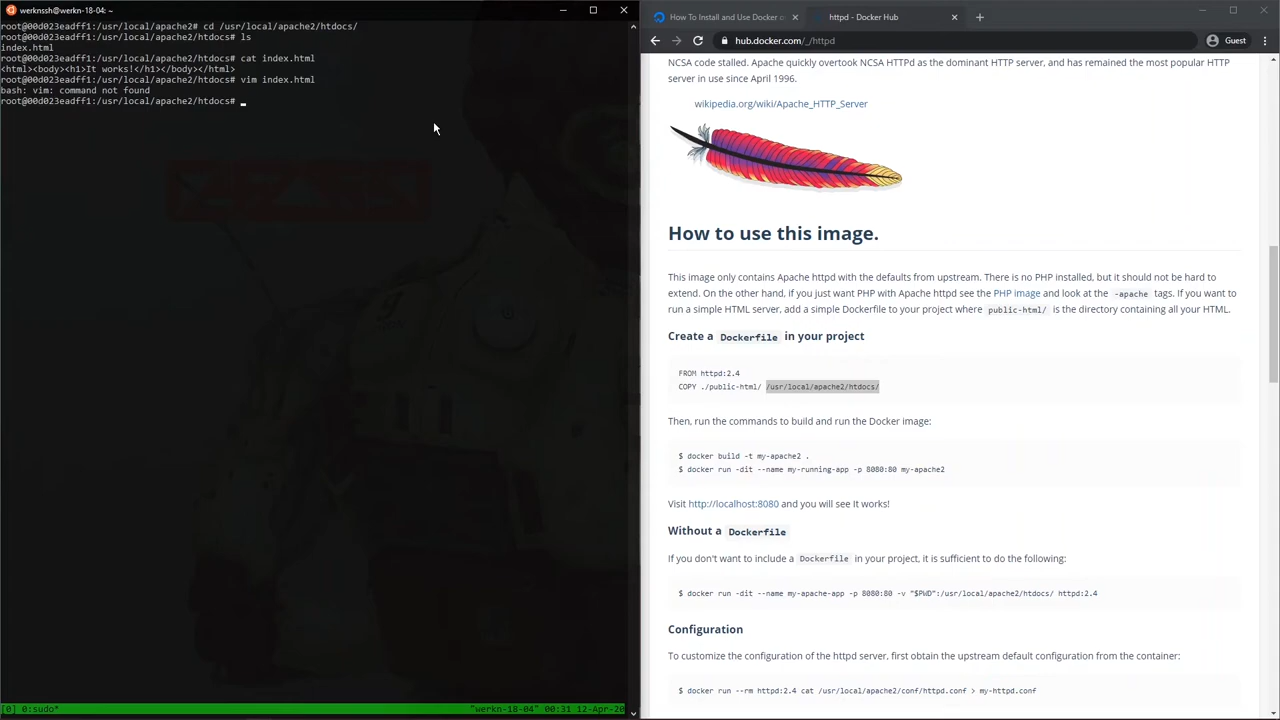 werknssh@werkn-18-04: ~
root@00d023eadff1:/usr/local/apache2# cd /usr/local/apache2/htdocs/
root@00d023eadff1:/usr/local/apache2/htdocs# ls
index.html
root@00d023eadff1:/usr/local/apache2/htdocs# cat index.html
<html><body><h1>It works!</h1></body></html>
root@00d023eadff1:/usr/local/apache2/htdocs# vim index.html
bash: vim: command not found
root@00d023eadff1:/usr/local/apache2/htdocs#
[0] 0:sudo* "werkn-18-04" 00:31 12-Apr-20
How To Install and Use Docker o
httpd - Docker Hub
hub.docker.com/_/httpd
Guest
NCSA code stalled. Apache quickly overtook NCSA HTTPd as the dominant HTTP server, and has remained the most popular HTTP
server in use since April 1996.
wikipedia.org/wiki/Apache_HTTP_Server
How to use this image.
This image only contains Apache httpd with the defaults from upstream. There is no PHP installed, but it should not be hard to
extend. On the other hand, if you just want PHP with Apache httpd see the PHP image and look at the -apache tags. If you want to
run a simple HTML server, add a simple Dockerfile to your project where public-html/ is the directory containing all your HTML.
Create a Dockerfile in your project
FROM httpd:2.4
COPY ./public-html/ /usr/local/apache2/htdocs/
Then, run the commands to build and run the Docker image:
$ docker build -t my-apache2 .
$ docker run -dit --name my-running-app -p 8080:80 my-apache2
Visit http://localhost:8080 and you will see It works!
Without a Dockerfile
If you don't want to include a Dockerfile in your project, it is sufficient to do the following:
$ docker run -dit --name my-apache-app -p 8080:80 -v "$PWD":/usr/local/apache2/htdocs/ httpd:2.4
Configuration
To customize the configuration of the httpd server, first obtain the upstream default configuration from the container:
$ docker run --rm httpd:2.4 cat /usr/local/apache2/conf/httpd.conf > my-httpd.conf